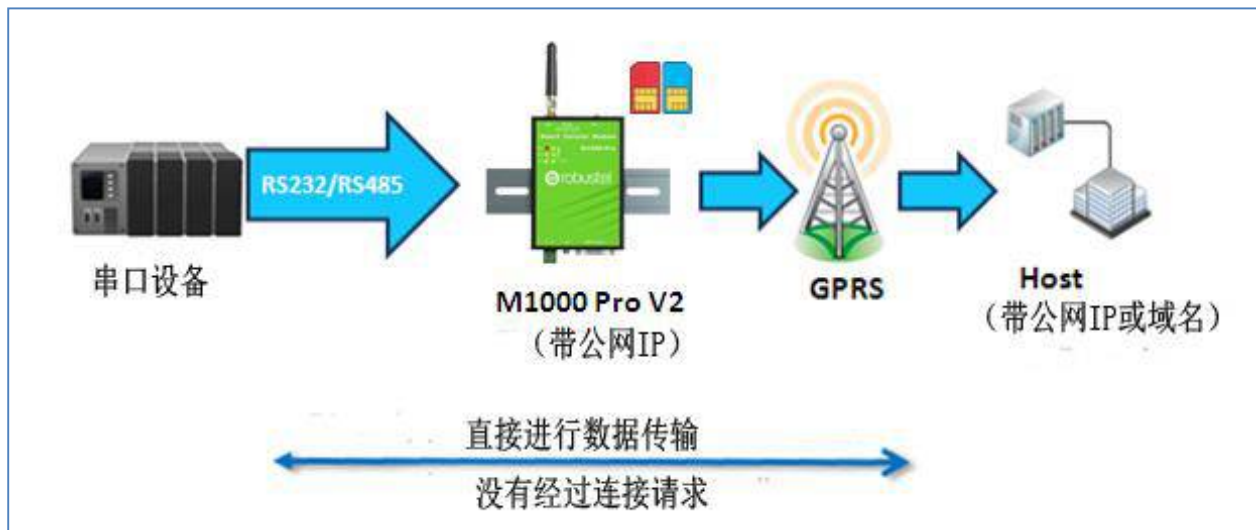 RS232/RS485
robustel
串口设备
M1000 Pro V2
（带公网IP）
GPRS
Host
（带公网IP或域名）
直接进行数据传输
没有经过连接请求